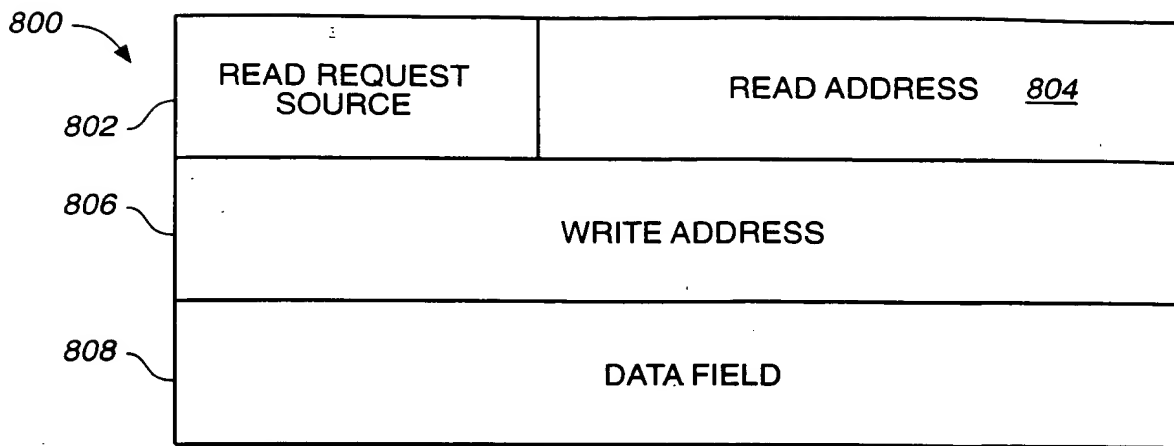 800
READ REQUEST
SOURCE
READ ADDRESS 804
802
806
WRITE ADDRESS
808
DATA FIELD